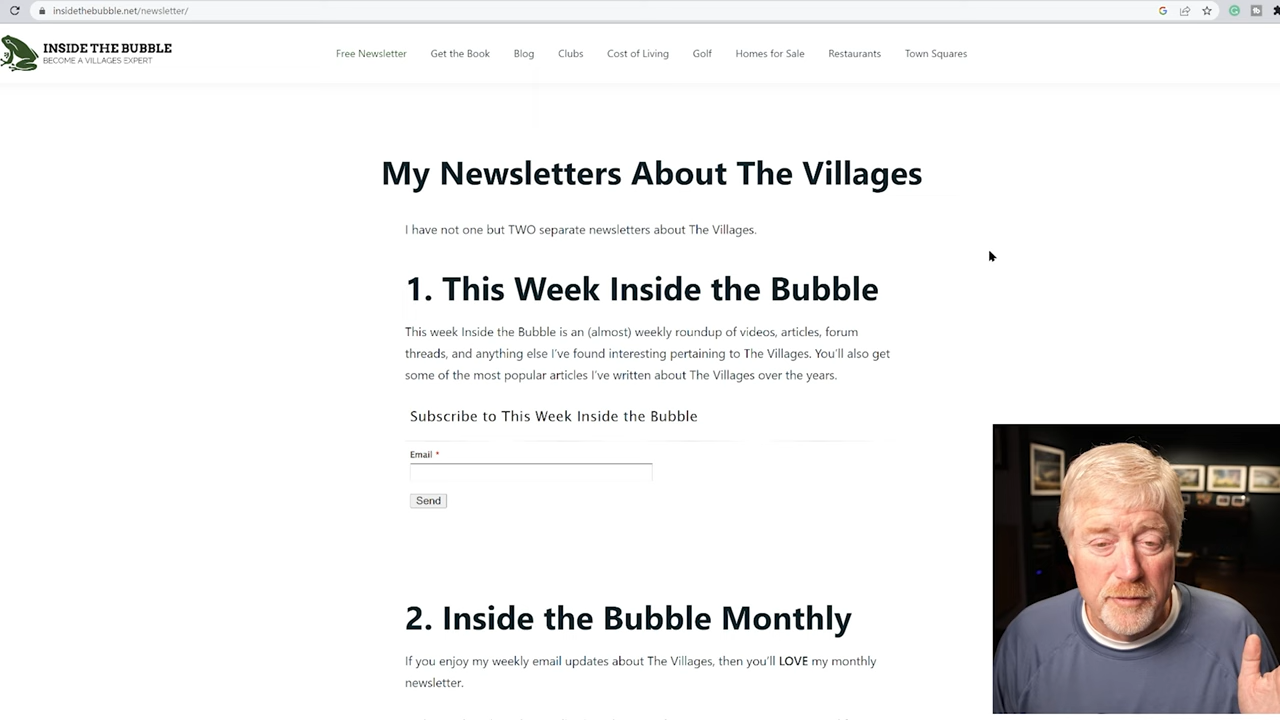 insidethebubble.net/newsletter/
INSIDE THE BUBBLE
BECOME A VILLAGES EXPERT
Free Newsletter Get the Book Blog Clubs Cost of Living Golf Homes for Sale Restaurants Town Squares
My Newsletters About The Villages
I have not one but TWO separate newsletters about The Villages.
1. This Week Inside the Bubble
This week Inside the Bubble is an (almost) weekly roundup of videos, articles, forum
threads, and anything else I've found interesting pertaining to The Villages. You'll also get
some of the most popular articles I've written about The Villages over the years.
Subscribe to This Week Inside the Bubble
Email *
Send
2. Inside the Bubble Monthly
If you enjoy my weekly email updates about The Villages, then you'll LOVE my monthly
newsletter.